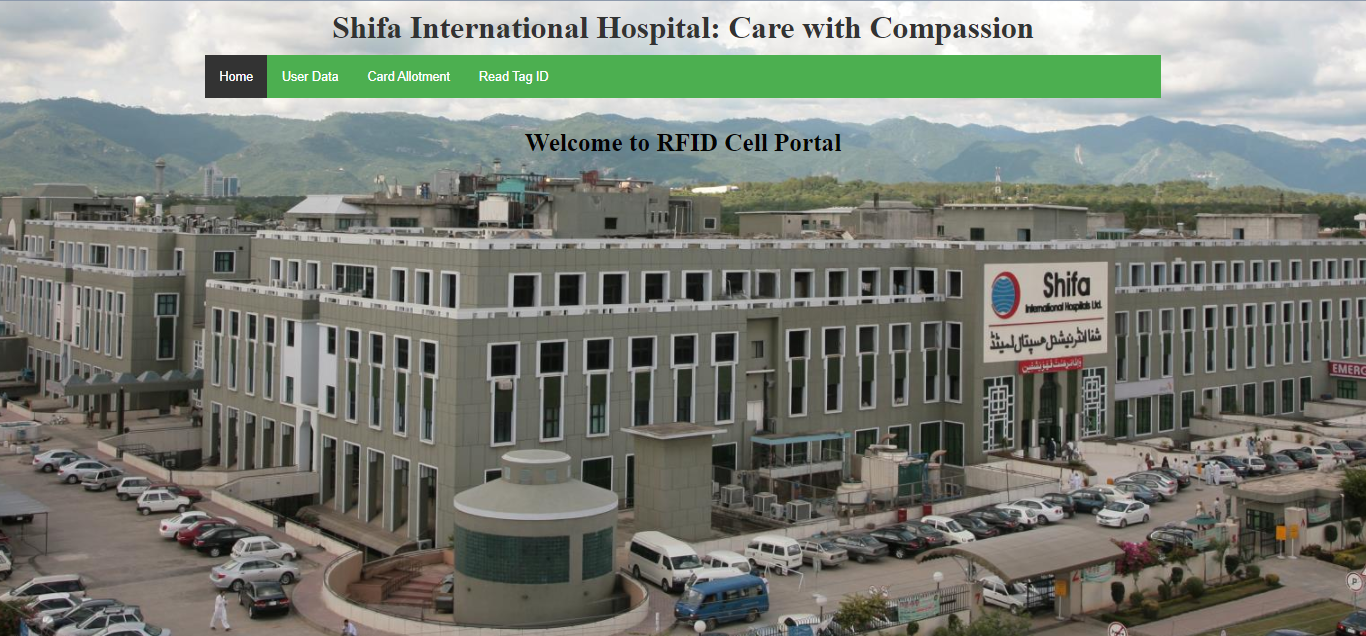 Shifa International Hospital: Care with Compassion
Home User Data Card Allotment Read Tag ID
Welcome to RFID Cell Portal
Shifa
International Hospitals Ltd.
شفا انٹرنیشنل ہسپتال لمیٹڈ
EMERG